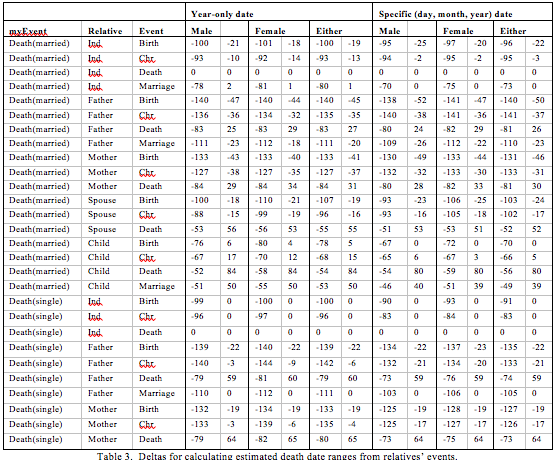 Year-only date Specific (day, month, year) date
myEvent Relative Event Male Female Either Male Female Either
Death(married) Ind. Birth -100 -21 -101 -18 -100 -19 -95 -25 -97 -20 -96 -22
Death(married) Ind. Chr. -93 -10 -92 -14 -93 -13 -94 -2 -95 -2 -95 -3
Death(married) Ind. Death 0 0 0 0 0 0 0 0 0 0 0 0
Death(married) Ind. Marriage -78 2 -81 1 -80 1 -70 0 -75 0 -73 0
Death(married) Father Birth -140 -47 -140 -44 -140 -45 -138 -52 -141 -47 -140 -50
Death(married) Father Chr. -136 -36 -134 -32 -135 -35 -140 -38 -141 -36 -141 -37
Death(married) Father Death -83 25 -83 29 -83 27 -80 24 -82 29 -81 26
Death(married) Father Marriage -111 -23 -112 -18 -111 -20 -109 -26 -112 -22 -110 -23
Death(married) Mother Birth -133 -43 -133 -40 -133 -41 -130 -49 -133 -44 -131 -46
Death(married) Mother Chr. -127 -38 -127 -35 -127 -37 -132 -32 -133 -30 -133 -31
Death(married) Mother Death -84 29 -84 34 -84 31 -80 28 -82 33 -81 30
Death(married) Spouse Birth -100 -18 -110 -21 -107 -19 -93 -23 -106 -25 -103 -24
Death(married) Spouse Chr. -88 -15 -99 -19 -96 -16 -93 -16 -105 -18 -102 -17
Death(married) Spouse Death -53 56 -56 53 -55 55 -51 53 -53 51 -52 52
Death(married) Child Birth -76 6 -80 4 -78 5 -67 0 -72 0 -70 0
Death(married) Child Chr. -67 17 -70 12 -68 15 -65 6 -67 3 -66 5
Death(married) Child Death -52 84 -58 84 -54 84 -54 80 -59 80 -56 80
Death(married) Child Marriage -51 50 -55 50 -53 50 -46 40 -51 39 -49 39
Death(single) Ind. Birth -99 0 -100 0 -100 0 -90 0 -93 0 -91 0
Death(single) Ind. Chr. -96 0 -97 0 -96 0 -83 0 -84 0 -83 0
Death(single) Ind. Death 0 0 0 0 0 0 0 0 0 0 0 0
Death(single) Father Birth -139 -22 -140 -22 -139 -22 -134 -22 -137 -23 -135 -22
Death(single) Father Chr. -140 -3 -144 -9 -142 -6 -132 -21 -134 -20 -133 -21
Death(single) Father Death -79 59 -81 60 -79 60 -73 59 -76 59 -74 59
Death(single) Father Marriage -110 0 -112 0 -111 0 -103 0 -106 0 -105 0
Death(single) Mother Birth -132 -19 -134 -19 -133 -19 -125 -19 -128 -19 -127 -19
Death(single) Mother Chr. -133 -3 -139 -6 -135 -4 -125 -17 -127 -17 -126 -17
Death(single) Mother Death -79 64 -82 65 -80 65 -73 64 -75 64 -73 64
Table 3. Deltas for calculating estimated death date ranges from relatives' events.